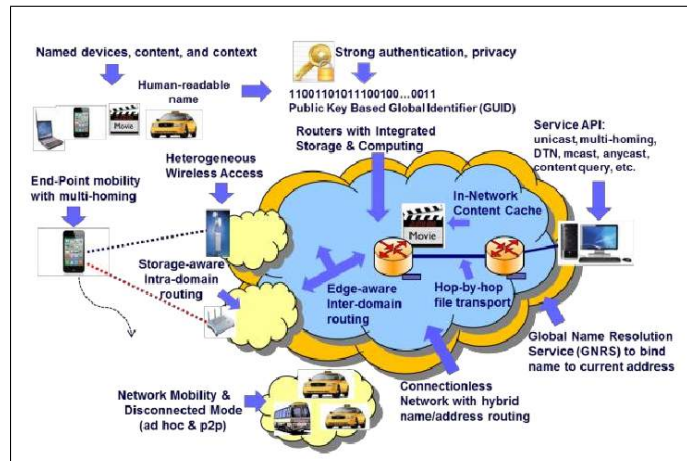 Named devices, content, and context
Human-readable
name
Strong authentication, privacy
11001101011100100...0011
Public Key Based Global Identifier (GUID)
iMovie
Routers with Integrated
Storage & Computing
Service API:
unicast, multi-homing,
DTN, mcast, anycast,
content query, etc.
Heterogeneous
Wireless Access
End-Point mobility
with multi-homing
In-Network
Content Cache
iMovie
Storage-aware
Intra-domain
routing
Edge-aware
Inter-domain
routing
Hop-by-hop
file transport
Global Name Resolution
Service (GNRS) to bind
name to current address
Network Mobility &
Disconnected Mode
(ad hoc & p2p)
Connectionless
Network with hybrid
name/address routing